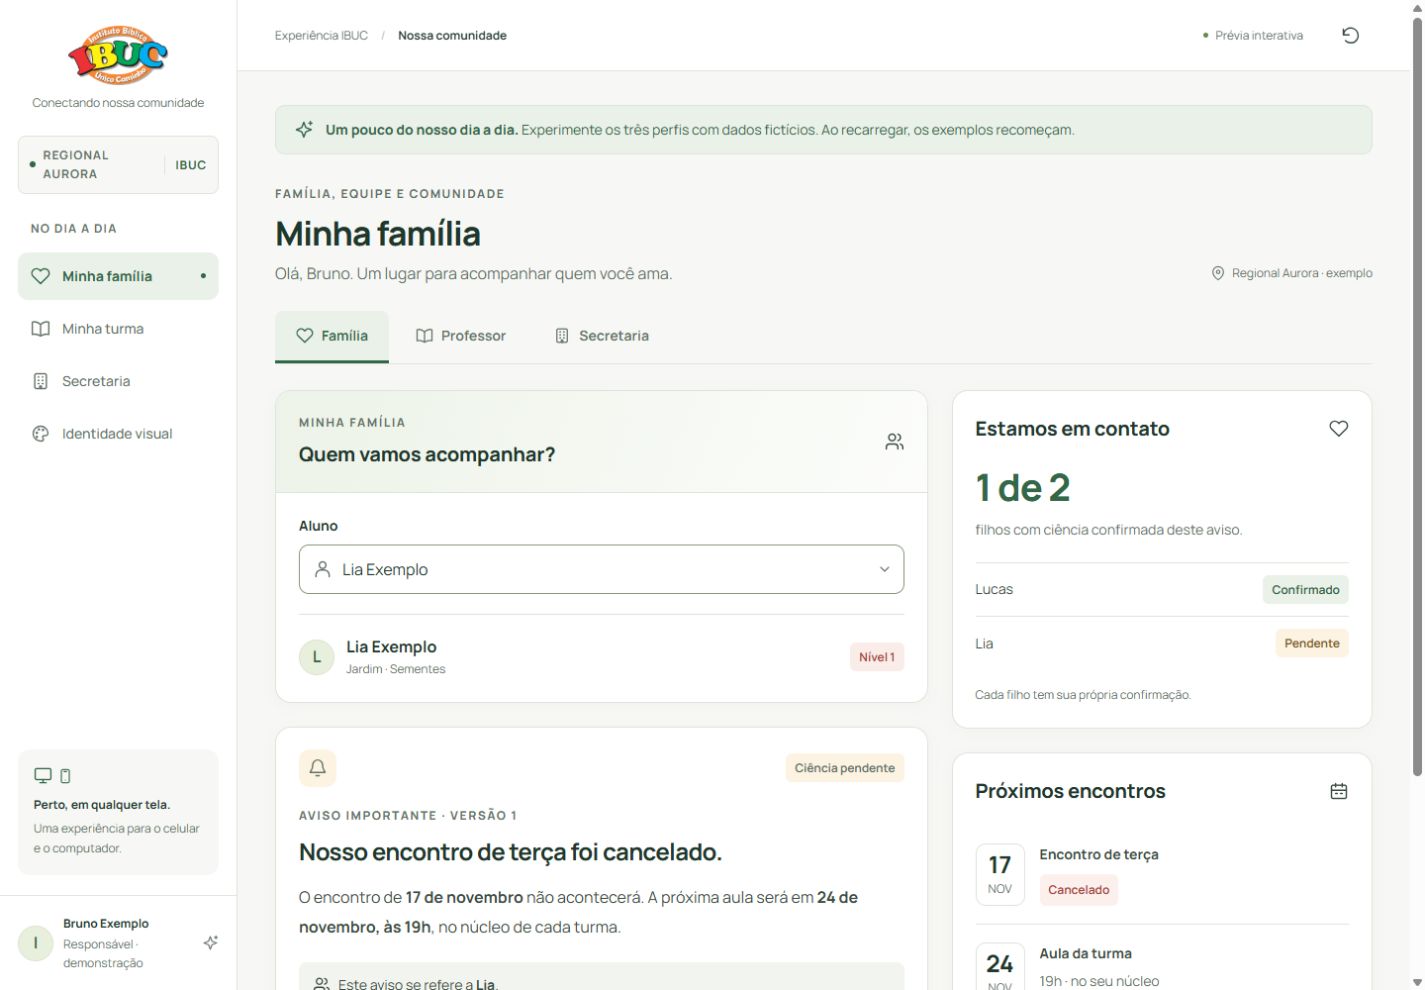 Instituto Bíblico
IBUC
Único Caminho
Conectando nossa comunidade
REGIONAL
AURORA
IBUC
NO DIA A DIA
Minha família
Minha turma
Secretaria
Identidade visual
Perto, em qualquer tela.
Uma experiência para o celular
e o computador.
I
Bruno Exemplo
Responsável ·
demonstração
Experiência IBUC / Nossa comunidade
Prévia interativa
Um pouco do nosso dia a dia. Experimente os três perfis com dados fictícios. Ao recarregar, os exemplos recomeçam.
FAMÍLIA, EQUIPE E COMUNIDADE
Minha família
Olá, Bruno. Um lugar para acompanhar quem você ama.
Regional Aurora · exemplo
Família
Professor
Secretaria
MINHA FAMÍLIA
Quem vamos acompanhar?
Aluno
Lia Exemplo
L
Lia Exemplo
Jardim · Sementes
Nível 1
Ciência pendente
AVISO IMPORTANTE · VERSÃO 1
Nosso encontro de terça foi cancelado.
O encontro de 17 de novembro não acontecerá. A próxima aula será em 24 de
novembro, às 19h, no núcleo de cada turma.
Este aviso se refere a Lia.
Estamos em contato
1 de 2
filhos com ciência confirmada deste aviso.
Lucas
Confirmado
Lia
Pendente
Cada filho tem sua própria confirmação.
Próximos encontros
17
NOV
Encontro de terça
Cancelado
24
NOV
Aula da turma
19h · no seu núcleo